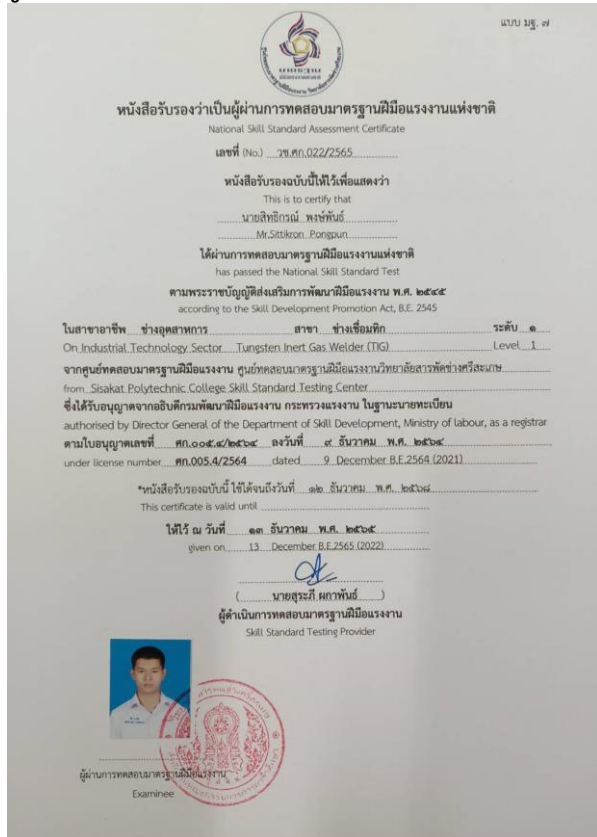 แบบ มฐ. ๗
มาตรฐาน
หนังสือรับรองว่าเป็นผู้ผ่านการทดสอบมาตรฐานฝีมือแรงงานแห่งชาติ
National Skill Standard Assessment Certificate
เลขที่ (No.) วช.ศก.022/2565
หนังสือรับรองฉบับนี้ให้ไว้เพื่อแสดงว่า
This is to certify that
นายสิทธิกรณ์ พงษ์พันธ์
Mr.Sittikron Pongpun
ได้ผ่านการทดสอบมาตรฐานฝีมือแรงงานแห่งชาติ
has passed the National Skill Standard Test
ตามพระราชบัญญัติส่งเสริมการพัฒนาฝีมือแรงงาน พ.ศ. ๒๕๔๕
according to the Skill Development Promotion Act, B.E. 2545
ในสาขาอาชีพ ช่างอุตสาหการ สาขา ช่างเชื่อมทิก ระดับ ๑
On Industrial Technology Sector Tungsten Inert Gas Welder (TIG) Level 1
จากศูนย์ทดสอบมาตรฐานฝีมือแรงงาน ศูนย์ทดสอบมาตรฐานฝีมือแรงงานวิทยาลัยสารพัดช่างศรีสะเกษ
from Sisakat Polytechnic College Skill Standard Testing Center
ซึ่งได้รับอนุญาตจากอธิบดีกรมพัฒนาฝีมือแรงงาน กระทรวงแรงงาน ในฐานะนายทะเบียน
authorised by Director General of the Department of Skill Development, Ministry of labour, as a registrar
ตามใบอนุญาตเลขที่ ศก.๐๐๕.๔/๒๕๖๔ ลงวันที่ ๙ ธันวาคม พ.ศ. ๒๕๖๔
under license number ศก.005.4/2564 dated 9 December B.E.2564 (2021)
*หนังสือรับรองฉบับนี้ ใช้ได้จนถึงวันที่ ๑๒ ธันวาคม พ.ศ. ๒๕๖๘
This certificate is valid until
ให้ไว้ ณ วันที่ ๑๓ ธันวาคม พ.ศ. ๒๕๖๕
given on 13 December B.E.2565 (2022)
( นายสุระภี ผกาพันธ์ )
ผู้ดำเนินการทดสอบมาตรฐานฝีมือแรงงาน
Skill Standard Testing Provider
ผู้ผ่านการทดสอบมาตรฐานฝีมือแรงงาน
Examinee